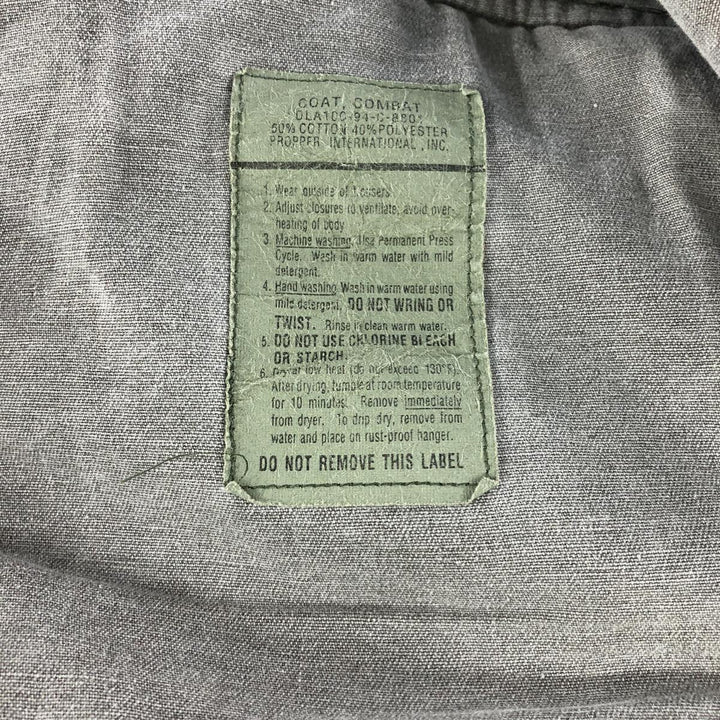 COAT, COMBAT
50% COTTON 40% POLYESTER
PROPPER INTERNATIONAL ,INC.
1. Wear outside of trousers
2. Adjust closures to ventilate, avoid over-
heating of body
3. Machine washing. Use Permanent Press
Cycle. Wash in warm water with mild
detergent.
4. Hand washing Wash in warm water using
mild detergent. DO NOT WRING OR
TWIST. Rinse in clean warm water.
5. DO NOT USE CHLORINE BLEACH
OR STARCH.
6. Dryer low heat (do not exceed 130°F).
After drying, tumple at room temperature
for 10 minutes. Remove immediately
from dryer. To drip dry, remove from
water and place on rust-proof hanger.
DO NOT REMOVE THIS LABEL